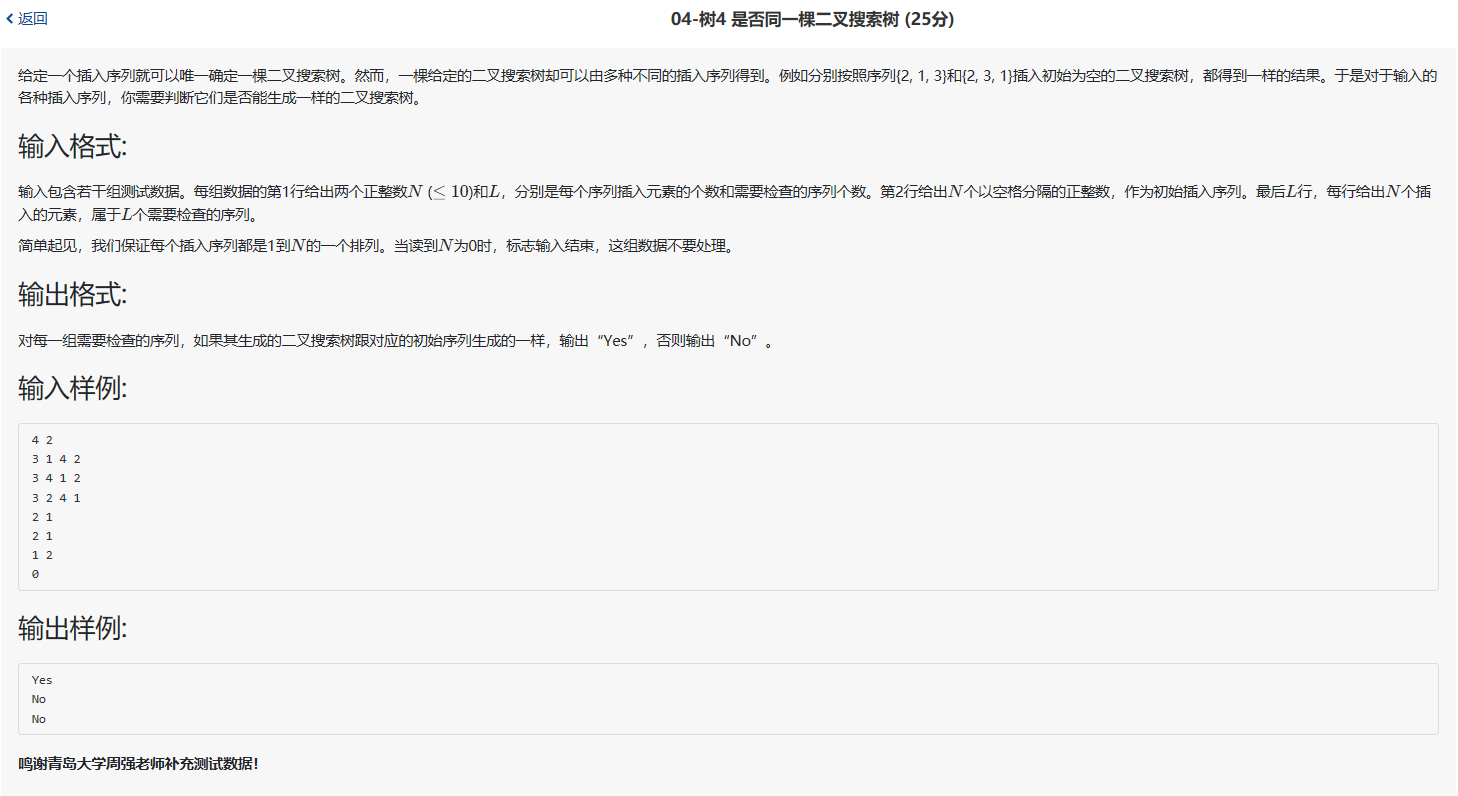 返回
04-树4 是否同一棵二叉搜索树 (25分)
给定一个插入序列就可以唯一确定一棵二叉搜索树。然而，一棵给定的二叉搜索树却可以由多种不同的插入序列得到。例如分别按照序列{2, 1, 3}和{2, 3, 1}插入初始为空的二叉搜索树，都得到一样的结果。于是对于输入的
各种插入序列，你需要判断它们是否能生成一样的二叉搜索树。
输入格式:
输入包含若干组测试数据。每组数据的第1行给出两个正整数N (≤ 10)和L，分别是每个序列插入元素的个数和需要检查的序列个数。第2行给出N个以空格分隔的正整数，作为初始插入序列。最后L行，每行给出N个插
入的元素，属于L个需要检查的序列。
简单起见，我们保证每个插入序列都是1到N的一个排列。当读到N为0时，标志输入结束，这组数据不要处理。
输出格式:
对每一组需要检查的序列，如果其生成的二叉搜索树跟对应的初始序列生成的一样，输出“Yes”，否则输出“No”。
输入样例:
4 2
3 1 4 2
3 4 1 2
3 2 4 1
2 1
2 1
1 2
0
输出样例:
Yes
No
No
鸣谢青岛大学周强老师补充测试数据！